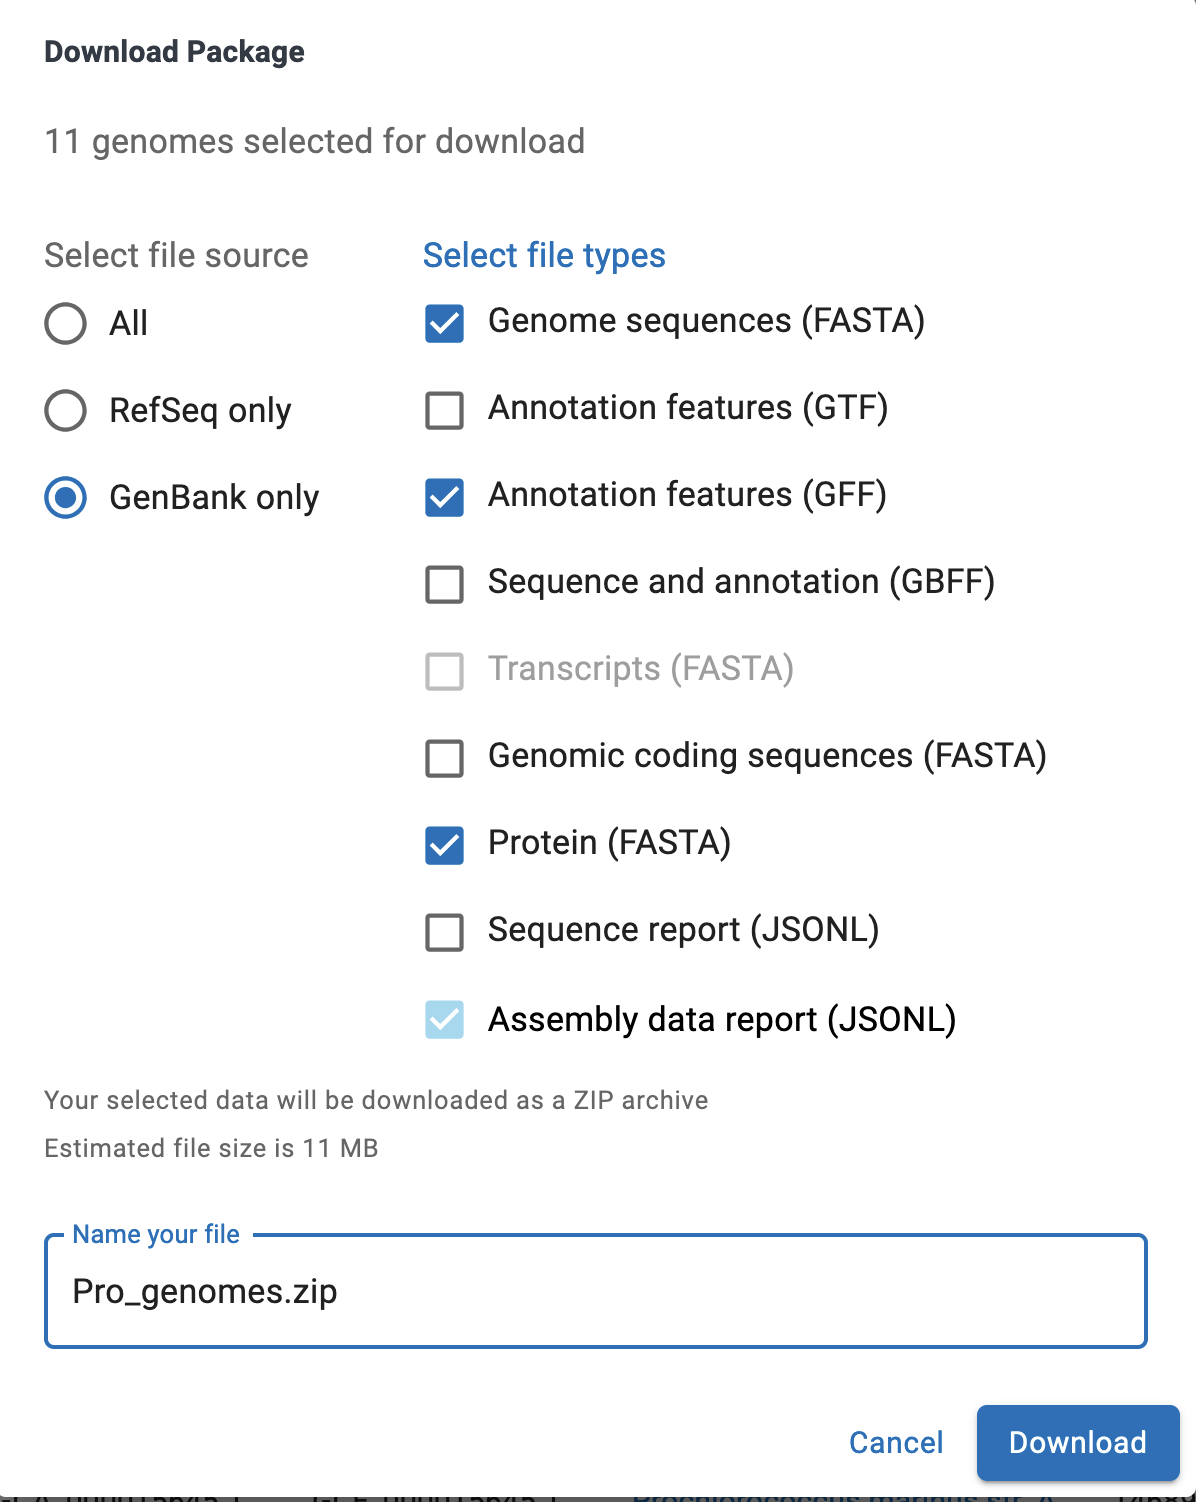 Download Package
11 genomes selected for download
Select file source
Select file types
All
Genome sequences (FASTA)
RefSeq only
Annotation features (GTF)
GenBank only
Annotation features (GFF)
Sequence and annotation (GBFF)
Transcripts (FASTA)
Genomic coding sequences (FASTA)
Protein (FASTA)
Sequence report (JSONL)
Assembly data report (JSONL)
Your selected data will be downloaded as a ZIP archive
Estimated file size is 11 MB
Name your file
Pro_genomes.zip
Cancel
Download